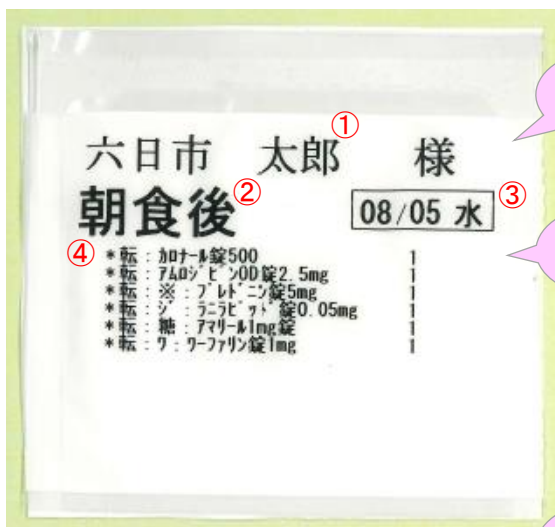 ①
六日市 太郎 様
朝食後② 08/05 水 ③
④ *転:カロナール錠500 1
*転:アムロジピンOD錠2.5mg 1
*転:※:プレドニン錠5mg 1
*転:ジ:ラニラピッド錠0.05mg 1
*転:糖:アマリール1mg錠 1
*転:ワ:ワーファリン錠1mg 1